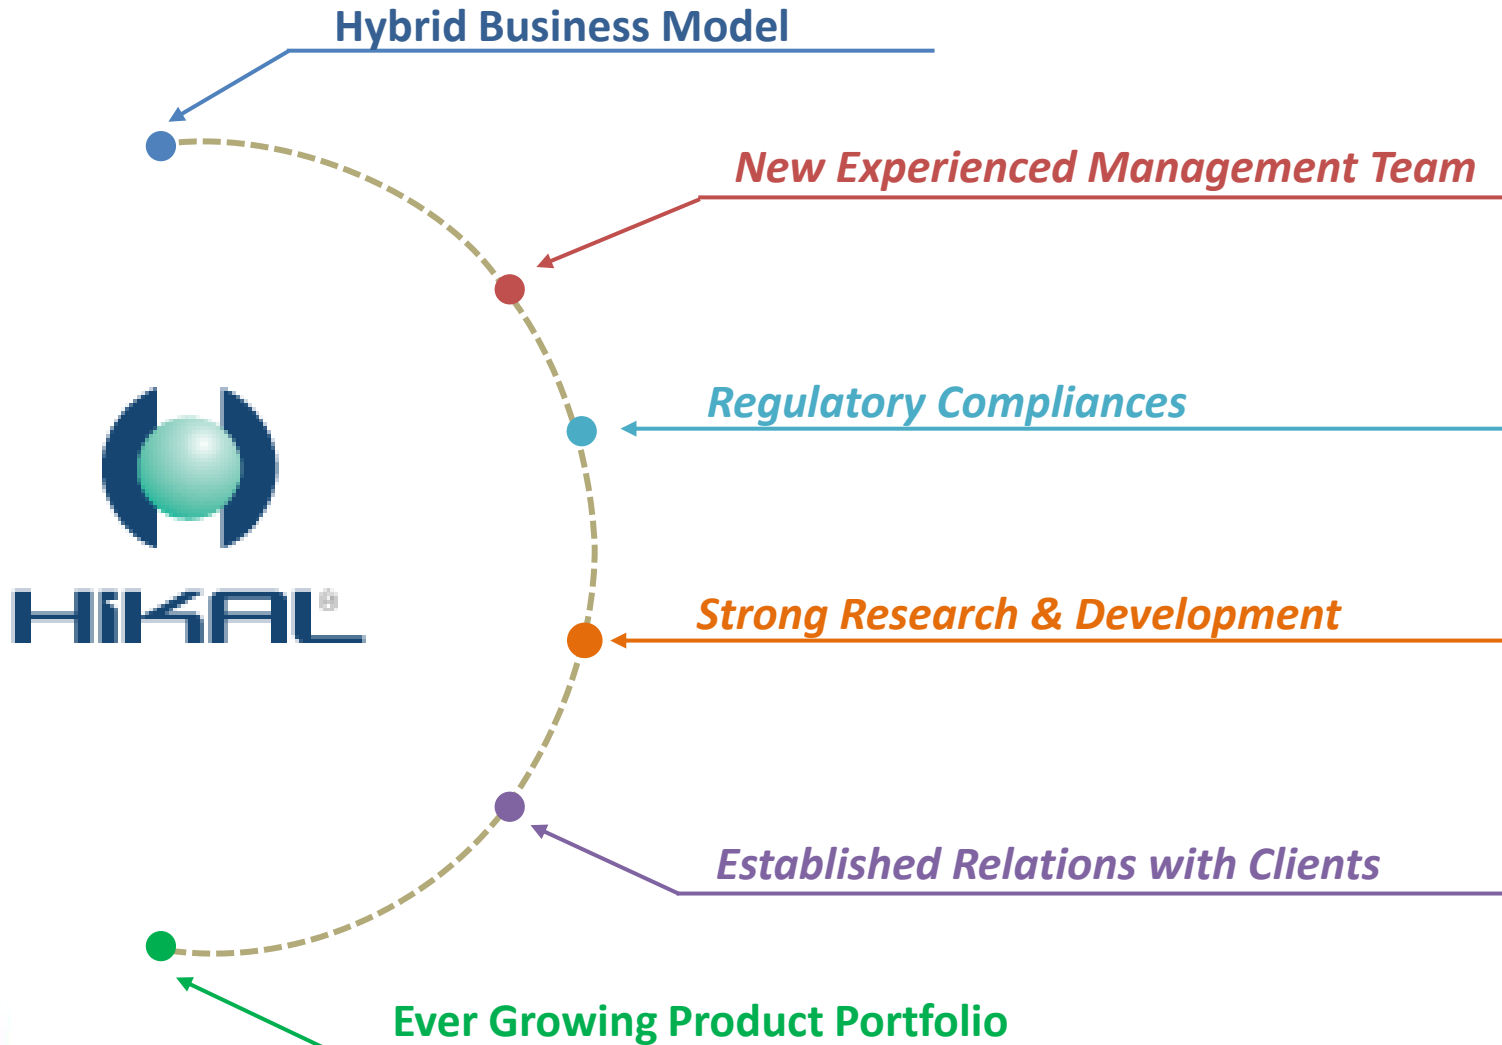 Hybrid Business Model
New Experienced Management Team
Regulatory Compliances
HiKAL®
Strong Research & Development
Established Relations with Clients
Ever Growing Product Portfolio